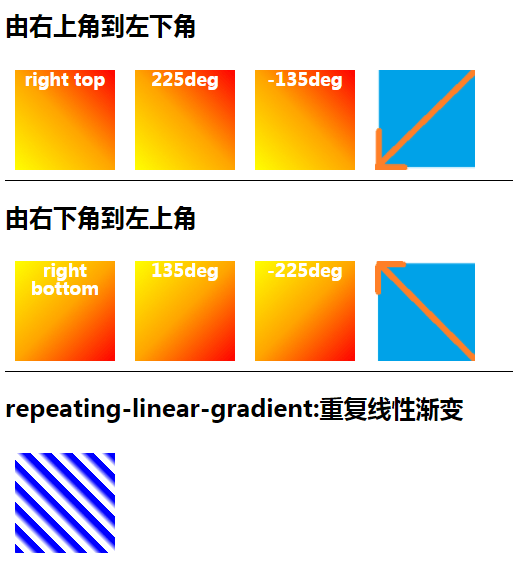 由右上角到左下角
right top
225deg
-135deg
由右下角到左上角
right
bottom
135deg
-225deg
repeating-linear-gradient:重复线性渐变